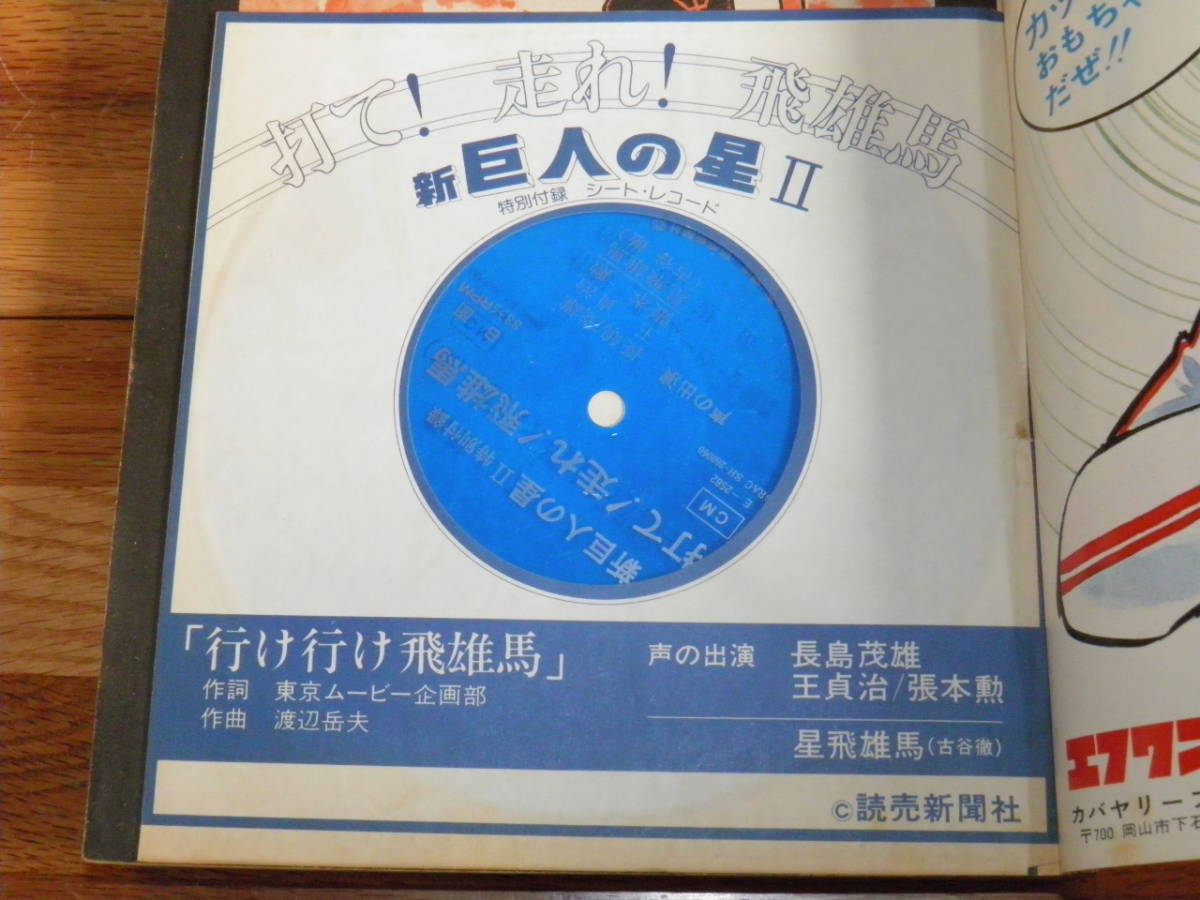 打て! 走れ! 飛雄馬
新巨人の星II
特別付録 シート・レコード
新巨人の星II特別付録
打て!走れ!飛雄馬
声の出演
33⅓RPM
CM
E-2582
「行け行け飛雄馬」
作詞 東京ムービー企画部
作曲 渡辺岳夫
声の出演 長島茂雄
王貞治/張本勲
星飛雄馬(古谷徹)
©読売新聞社
おもちゃ
だぜ!!
エフワン
カバヤリーフ
〒700 岡山市下石